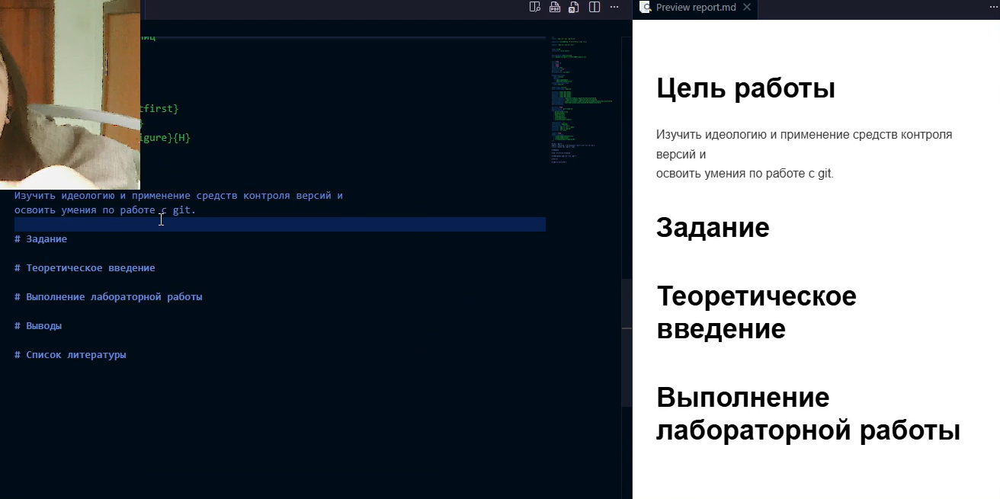 Preview report.md
tfirst}
}
igure}{H}
Изучить идеологию и применение средств контроля версий и
освоить умения по работе с git.
# Задание
# Теоретическое введение
# Выполнение лабораторной работы
# Выводы
# Список литературы
Цель работы
Изучить идеологию и применение средств контроля
версий и
освоить умения по работе с git.
Задание
Теоретическое
введение
Выполнение
лабораторной работы